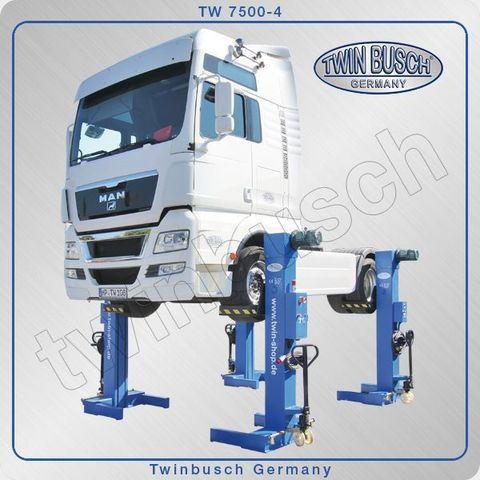 TW 7500-4
TWIN BUSCH
GERMANY
MAN
www.twin-shop.de
twinbusch
Twinbusch Germany